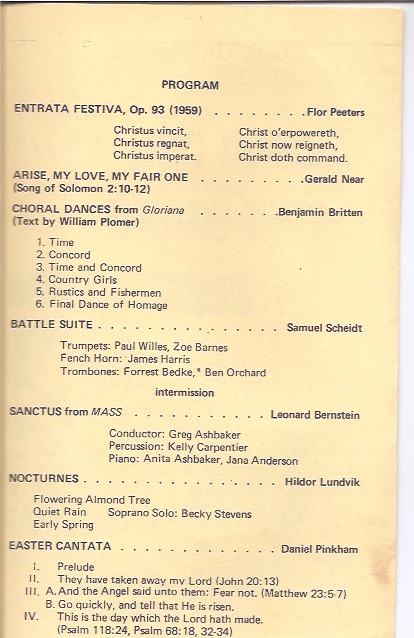 PROGRAM
ENTRATA FESTIVA, Op. 93 (1959) . . . . . . . . Flor Peeters
Christus vincit, Christ o'erpowereth,
Christus regnat, Christ now reigneth,
Christus imperat. Christ doth command.
ARISE, MY LOVE, MY FAIR ONE . . . . . . . . . Gerald Near
(Song of Solomon 2:10-12)
CHORAL DANCES from Gloriana . . . . . . . Benjamin Britten
(Text by William Plomer)
1. Time
2. Concord
3. Time and Concord
4. Country Girls
5. Rustics and Fishermen
6. Final Dance of Homage
BATTLE SUITE . . . . . . . . . . . . . . . Samuel Scheidt
Trumpets: Paul Willes, Zoe Barnes
Fench Horn: James Harris
Trombones: Forrest Bedke,* Ben Orchard
intermission
SANCTUS from MASS . . . . . . . . . . . Leonard Bernstein
Conductor: Greg Ashbaker
Percussion: Kelly Carpentier
Piano: Anita Ashbaker, Jana Anderson
NOCTURNES . . . . . . . . . . . . . . . . Hildor Lundvik
Flowering Almond Tree
Quiet Rain Soprano Solo: Becky Stevens
Early Spring
EASTER CANTATA . . . . . . . . . . . . . Daniel Pinkham
I. Prelude
II. They have taken away my Lord (John 20:13)
III. A. And the Angel said unto them: Fear not. (Matthew 23:5-7)
B. Go quickly, and tell that He is risen.
IV. This is the day which the Lord hath made.
(Psalm 118:24, Psalm 68:18, 32-34)